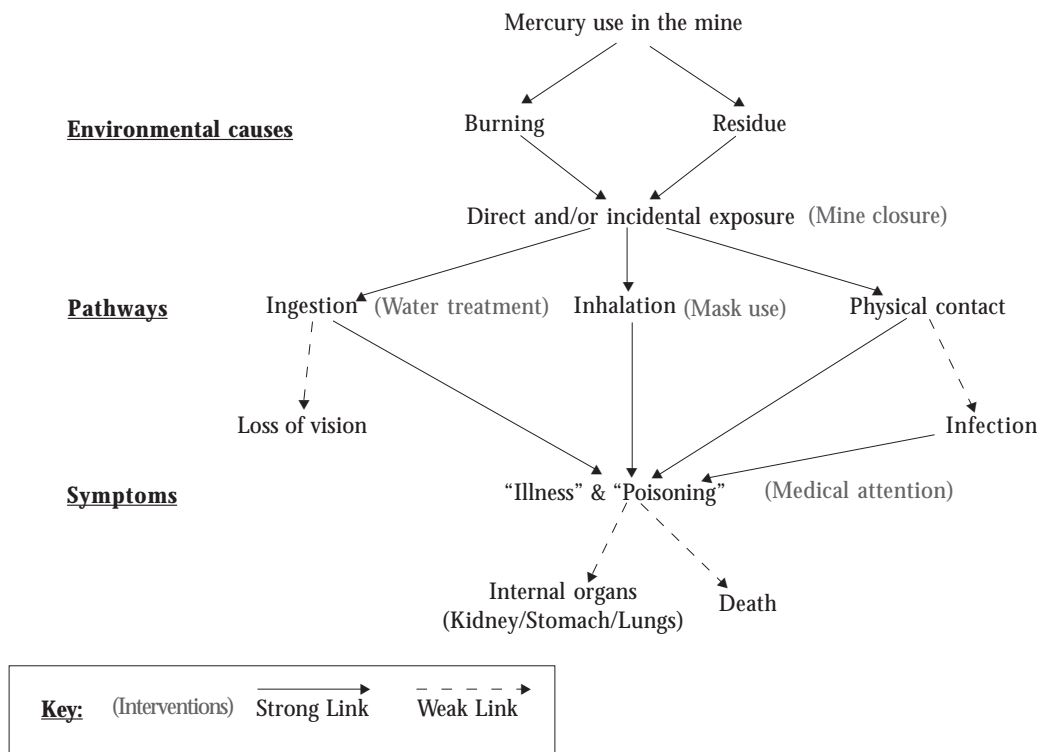 Mercury use in the mine
Environmental causes
Burning
Residue
Direct and/or incidental exposure (Mine closure)
Pathways
Ingestion (Water treatment)
Inhalation (Mask use)
Physical contact
Loss of vision
Infection
Symptoms
“Illness” & “Poisoning”
(Medical attention)
Internal organs
(Kidney/Stomach/Lungs)
Death
Key: (Interventions) Strong Link Weak Link